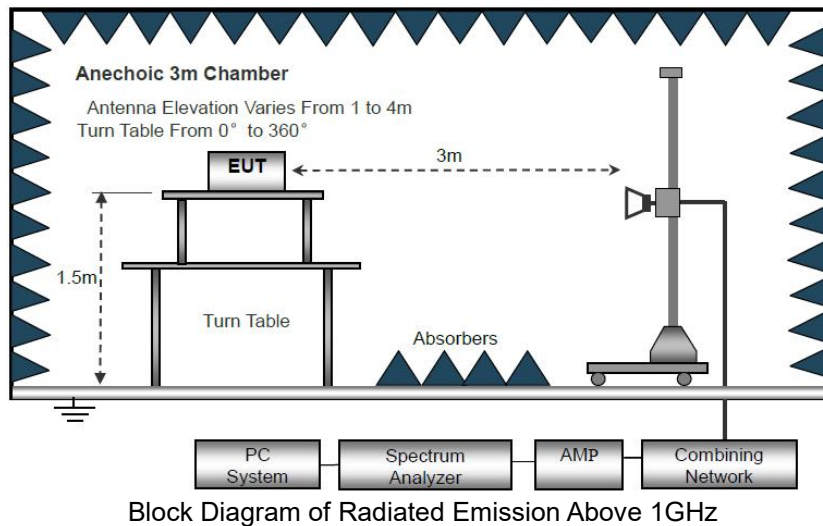 Anechoic 3m Chamber
Antenna Elevation Varies From 1 to 4m
Turn Table From 0° to 360°
EUT
3m
1.5m
Turn Table
Absorbers
PC
System
Spectrum
Analyzer
AMP
Combining
Network
Block Diagram of Radiated Emission Above 1GHz